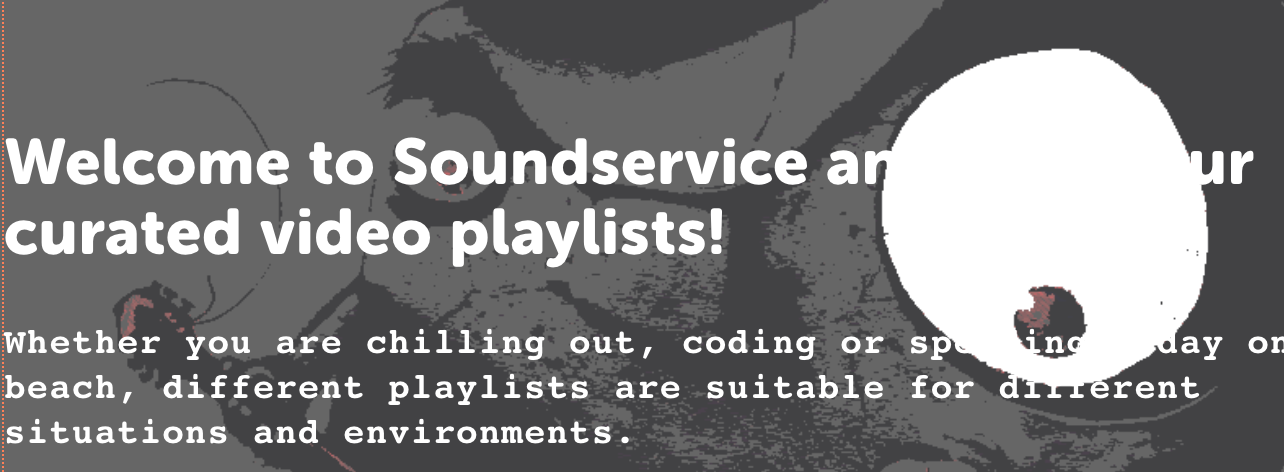 Welcome to Soundservice an ur
curated video playlists!
Whether you are chilling out, coding or day on
beach, different playlists are suitable for different
situations and environments.